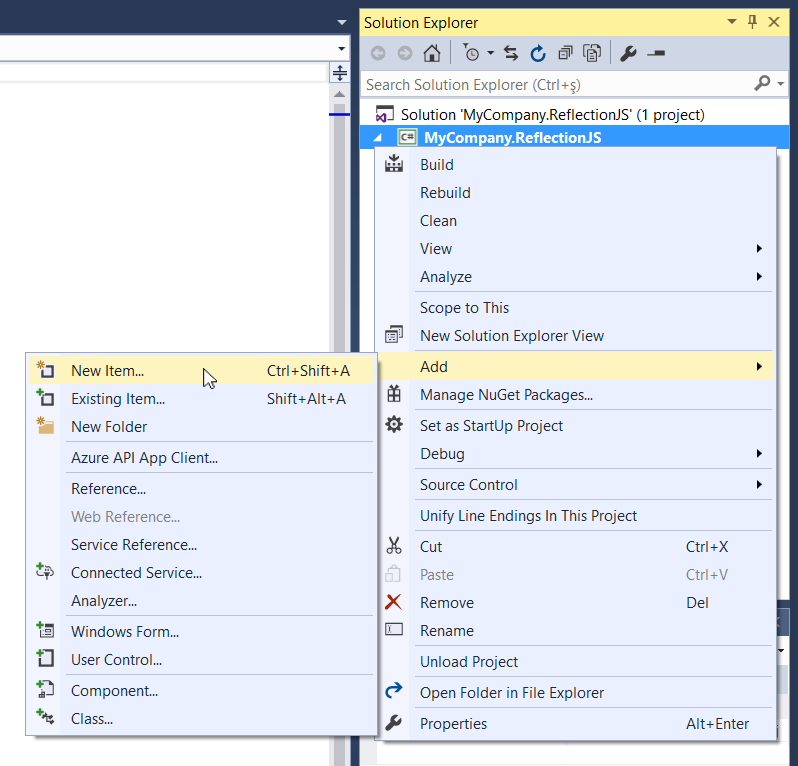 Solution Explorer
Search Solution Explorer (Ctrl+ş)
Solution 'MyCompany.ReflectionJS' (1 project)
C# MyCompany.ReflectionJS
Build
Rebuild
Clean
View
Analyze
Scope to This
New Solution Explorer View
Add
Manage NuGet Packages...
Set as StartUp Project
Debug
Source Control
Unify Line Endings In This Project
Cut Ctrl+X
Paste Ctrl+V
Remove Del
Rename
Unload Project
Open Folder in File Explorer
Properties Alt+Enter
New Item... Ctrl+Shift+A
Existing Item... Shift+Alt+A
New Folder
Azure API App Client...
Reference...
Web Reference...
Service Reference...
Connected Service...
Analyzer...
Windows Form...
User Control...
Component...
Class...